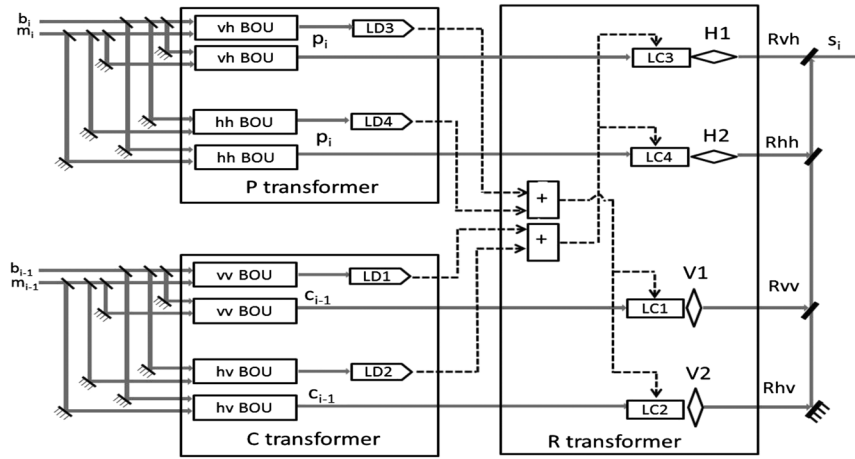 bi
mi
vh BOU
pi
LD3
vh BOU
hh BOU
pi
LD4
hh BOU
P transformer
LC3
H1
Rvh
si
LC4
H2
Rhh
+
+
bi-1
mi-1
vv BOU
LD1
vv BOU
ci-1
hv BOU
LD2
hv BOU
ci-1
C transformer
LC1
V1
Rvv
LC2
V2
Rhv
R transformer